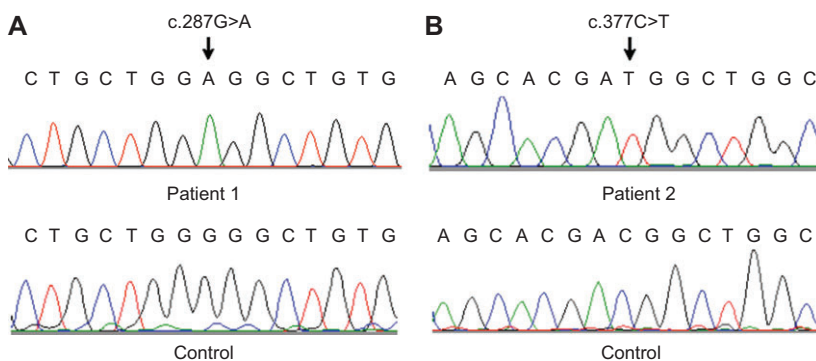 A
c.287G>A
C T G C T G G A G G C T G T G
Patient 1
C T G C T G G G G G C T G T G
Control
B
c.377C>T
A G C A C G A T G G C T G G C
Patient 2
A G C A C G A C G G C T G G C
Control